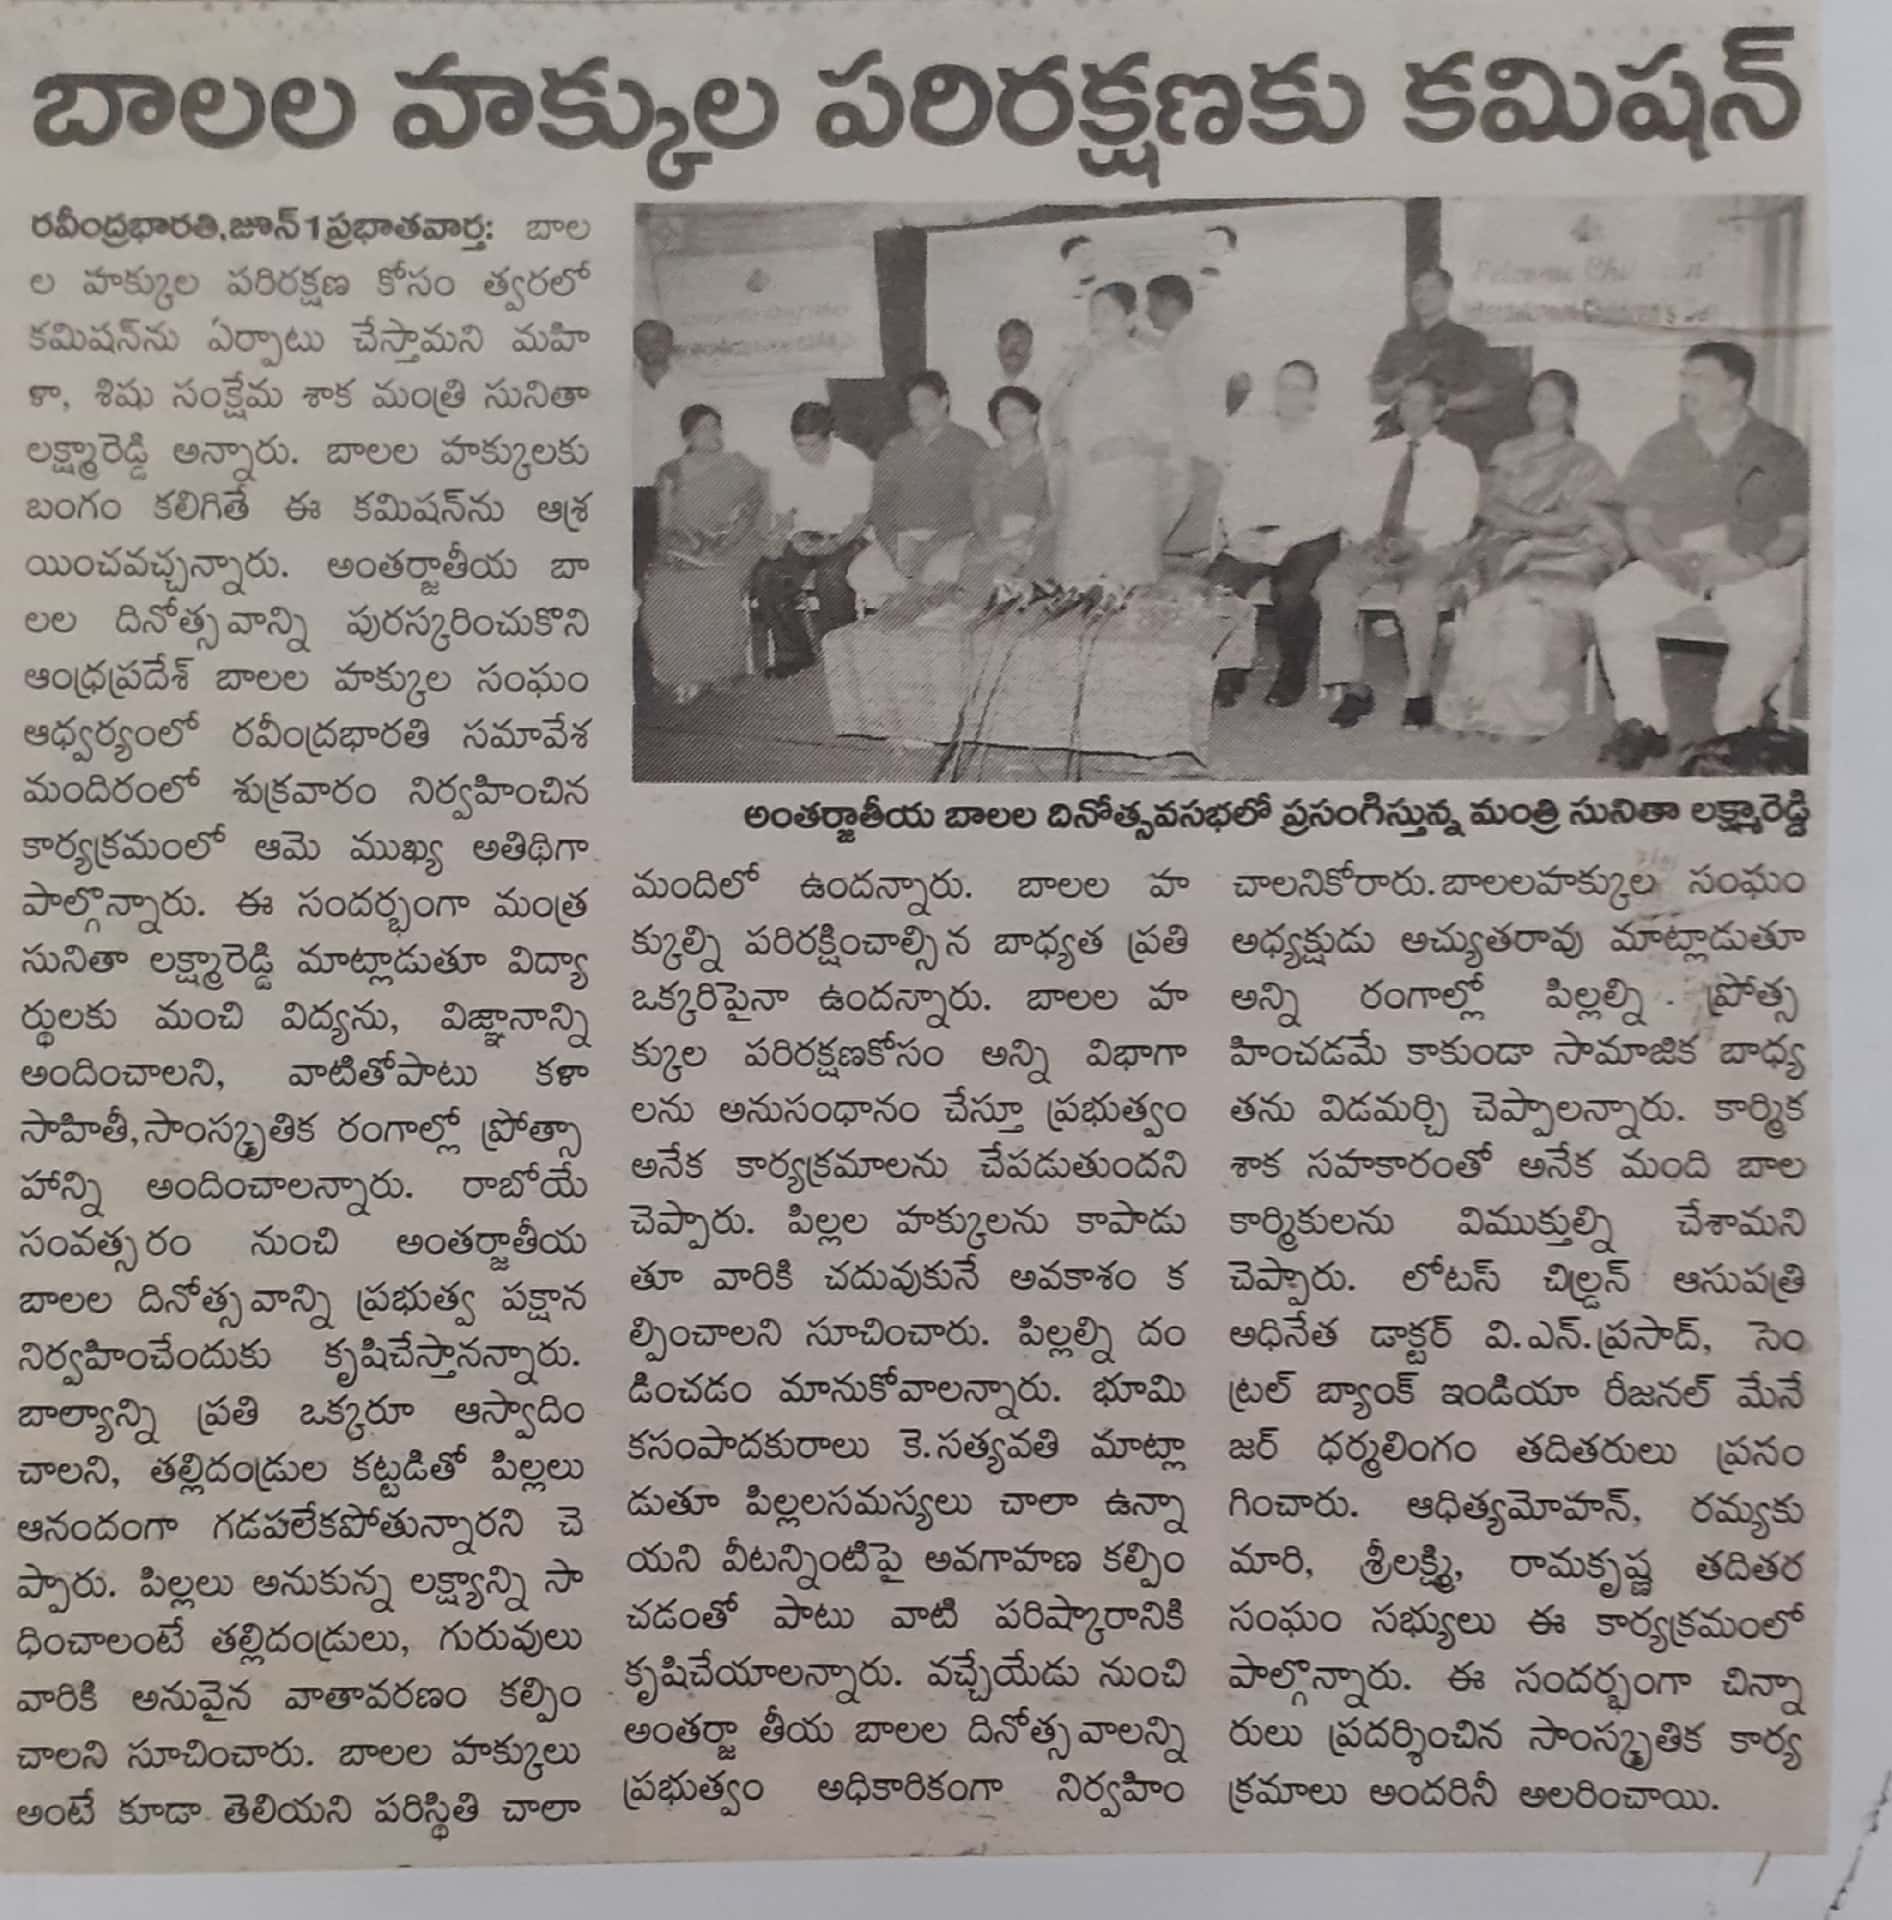 బాలల హక్కుల పరిరక్షణకు కమిషన్
రవీంద్రభారతి,జూన్ 1 ప్రభాతవార్త: బాల
ల హక్కుల పరిరక్షణ కోసం త్వరలో
కమిషన్‌ను ఏర్పాటు చేస్తామని మహి
ళా, శిషు సంక్షేమ శాక మంత్రి సునితా
లక్ష్మారెడ్డి అన్నారు. బాలల హక్కులకు
బంగం కలిగితే ఈ కమిషన్‌ను ఆశ్ర
యించవచ్చన్నారు. అంతర్జాతీయ బా
లల దినోత్సవాన్ని పురస్కరించుకొని
ఆంధ్రప్రదేశ్ బాలల హక్కుల సంఘం
ఆధ్వర్యంలో రవీంద్రభారతి సమావేశ
మందిరంలో శుక్రవారం నిర్వహించిన
కార్యక్రమంలో ఆమె ముఖ్య అతిథిగా
పాల్గొన్నారు. ఈ సందర్భంగా మంత్ర
సునితా లక్ష్మారెడ్డి మాట్లాడుతూ విద్యా
ర్థులకు మంచి విద్యను, విజ్ఞానాన్ని
అందించాలని, వాటితోపాటు కళా
సాహితీ,సాంస్కృతిక రంగాల్లో ప్రోత్సా
హాన్ని అందించాలన్నారు. రాబోయే
సంవత్సరం నుంచి అంతర్జాతీయ
బాలల దినోత్సవాన్ని ప్రభుత్వ పక్షాన
నిర్వహించేందుకు కృషిచేస్తానన్నారు.
బాల్యాన్ని ప్రతి ఒక్కరూ ఆస్వాదిం
చాలని, తల్లిదండ్రుల కట్టడితో పిల్లలు
ఆనందంగా గడపలేకపోతున్నారని చె
ప్పారు. పిల్లలు అనుకున్న లక్ష్యాన్ని సా
ధించాలంటే తల్లిదండ్రులు, గురువులు
వారికి అనువైన వాతావరణం కల్పిం
చాలని సూచించారు. బాలల హక్కులు
అంటే కూడా తెలియని పరిస్థితి చాలా
అంతర్జాతీయ బాలల దినోత్సవసభలో ప్రసంగిస్తున్న మంత్రి సునితా లక్ష్మారెడ్డి
మందిలో ఉందన్నారు. బాలల హ
క్కుల్ని పరిరక్షించాల్సిన బాధ్యత ప్రతి
ఒక్కరిపైనా ఉందన్నారు. బాలల హ
క్కుల పరిరక్షణకోసం అన్ని విభాగా
లను అనుసంధానం చేస్తూ ప్రభుత్వం
అనేక కార్యక్రమాలను చేపడుతుందని
చెప్పారు. పిల్లల హక్కులను కాపాడు
తూ వారికి చదువుకునే అవకాశం క
ల్పించాలని సూచించారు. పిల్లల్ని దం
డించడం మానుకోవాలన్నారు. భూమి
కసంపాదకురాలు కె.సత్యవతి మాట్లా
డుతూ పిల్లలసమస్యలు చాలా ఉన్నా
యని వీటన్నింటిపై అవగాహణ కల్పిం
చడంతో పాటు వాటి పరిష్కారానికి
కృషిచేయాలన్నారు. వచ్చేయేడు నుంచి
అంతర్జా తీయ బాలల దినోత్సవాలన్ని
ప్రభుత్వం అధికారికంగా నిర్వహిం
చాలనికోరారు.బాలలహక్కుల సంఘం
అధ్యక్షుడు అచ్యుతరావు మాట్లాడుతూ
అన్ని రంగాల్లో పిల్లల్ని ప్రోత్స
హించడమే కాకుండా సామాజిక బాధ్య
తను విడమర్చి చెప్పాలన్నారు. కార్మిక
శాక సహకారంతో అనేక మంది బాల
కార్మికులను విముక్తుల్ని చేశామని
చెప్పారు. లోటస్ చిల్డ్రన్ ఆసుపత్రి
అధినేత డాక్టర్ వి.ఎన్.ప్రసాద్, సెం
ట్రల్ బ్యాంక్ ఇండియా రీజనల్ మేనే
జర్ ధర్మలింగం తదితరులు ప్రసం
గించారు. ఆధిత్యమోహన్, రమ్యకు
మారి, శ్రీలక్ష్మి, రామకృష్ణ తదితర
సంఘం సభ్యులు ఈ కార్యక్రమంలో
పాల్గొన్నారు. ఈ సందర్భంగా చిన్నా
రులు ప్రదర్శించిన సాంస్కృతిక కార్య
క్రమాలు అందరినీ అలరించాయి.